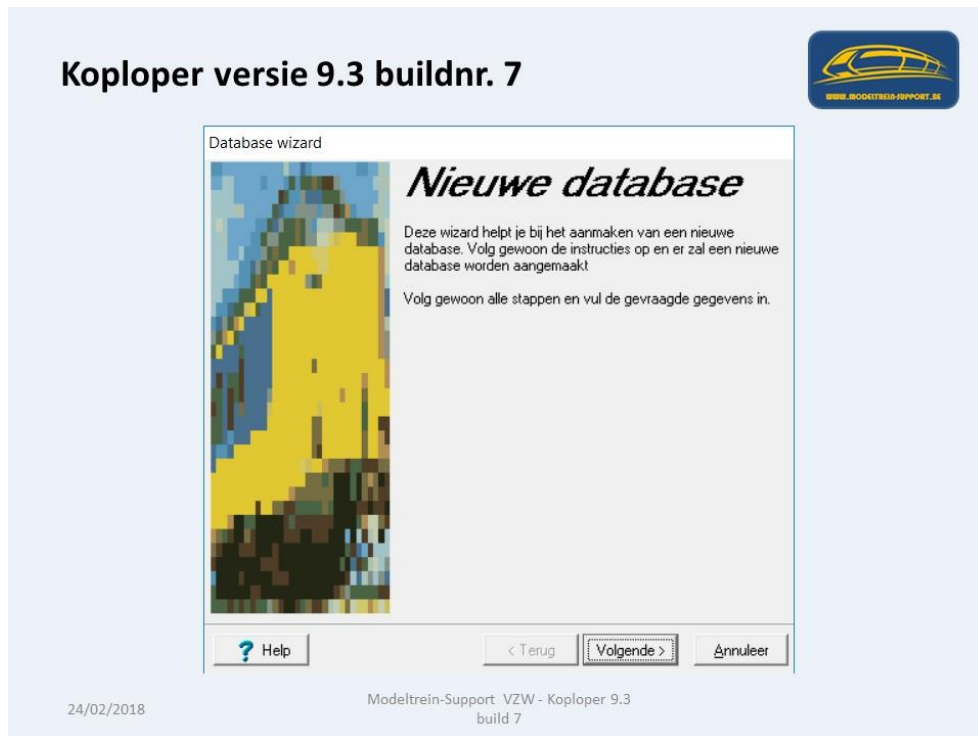 Koploper versie 9.3 buildnr. 7
WWW.MODELTREIN-SUPPORT.BE
Database wizard
Nieuwe database
Deze wizard helpt je bij het aanmaken van een nieuwe
database. Volg gewoon de instructies op en er zal een nieuwe
database worden aangemaakt
Volg gewoon alle stappen en vul de gevraagde gegevens in.
? Help
< Terug
Volgende >
Annuleer
24/02/2018
Modeltrein-Support VZW - Koploper 9.3
build 7